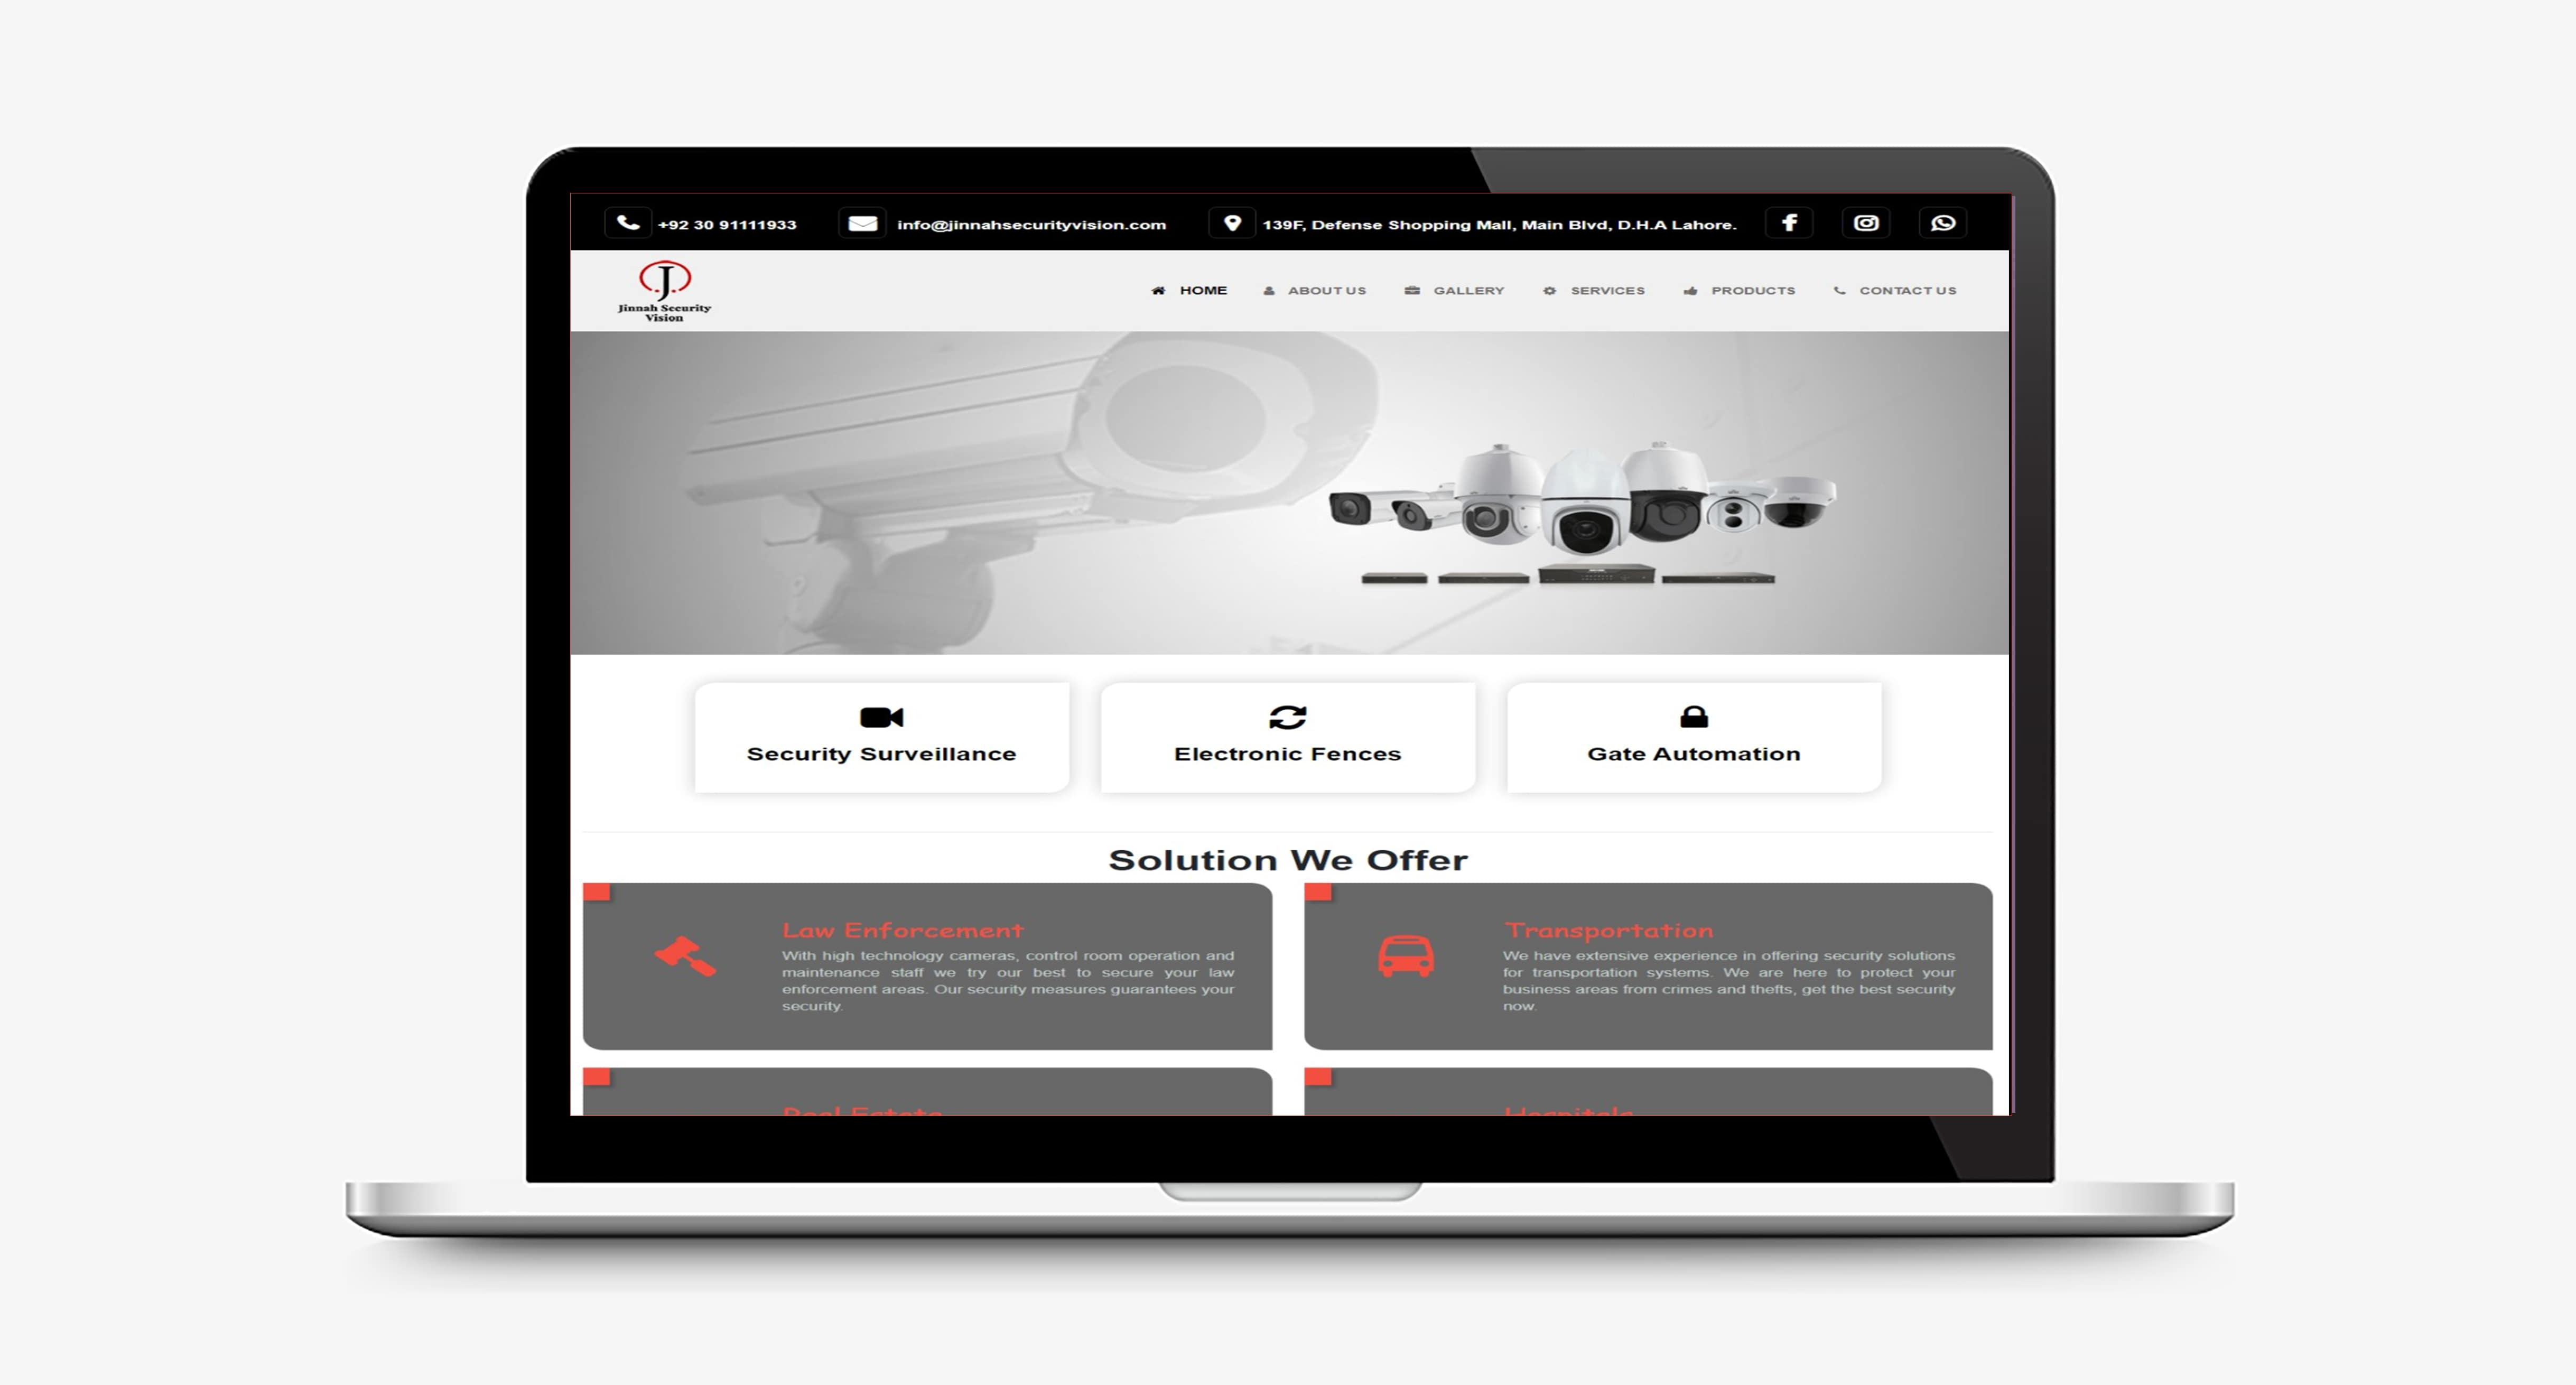 +92 30 91111933
info@jinnahsecurityvision.com
139F, Defense Shopping Mall, Main Blvd, D.H.A Lahore.
J
Jinnah Security
Vision
HOME
ABOUT US
GALLERY
SERVICES
PRODUCTS
CONTACT US
Security Surveillance
Electronic Fences
Gate Automation
Solution We Offer
Law Enforcement
With high technology cameras, control room operation and
maintenance staff we try our best to secure your law
enforcement areas. Our security measures guarantees your
security.
Transportation
We have extensive experience in offering security solutions
for transportation systems. We are here to protect your
business areas from crimes and thefts, get the best security
now.
Real Estate
Hospitals